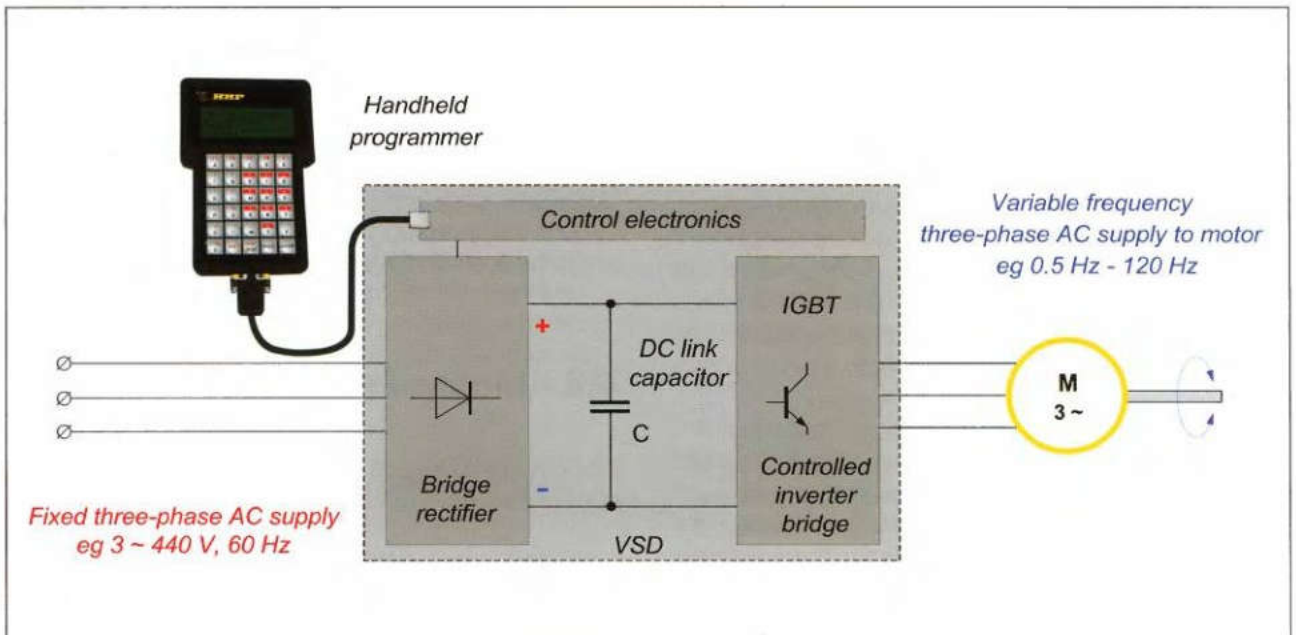 RHP
Handheld
programmer
Control electronics
Variable frequency
three-phase AC supply to motor
eg 0.5 Hz - 120 Hz
IGBT
+
DC link
capacitor
C
M
3 ~
Bridge
rectifier
-
Controlled
inverter
bridge
Fixed three-phase AC supply
eg 3 ~ 440 V, 60 Hz
VSD